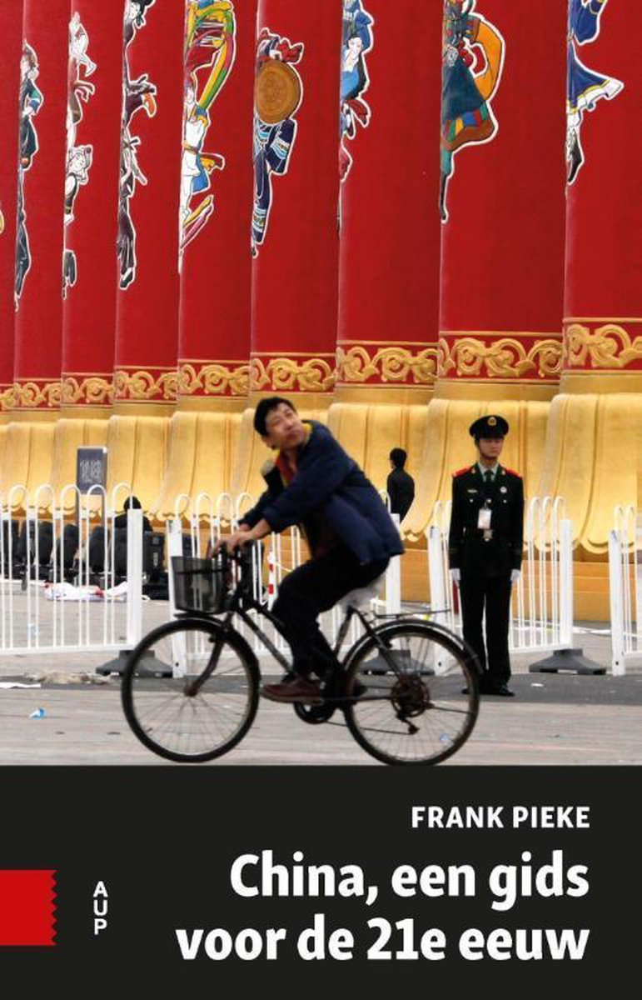 FRANK PIEKE
China, een gids
voor de 21e eeuw
AUP